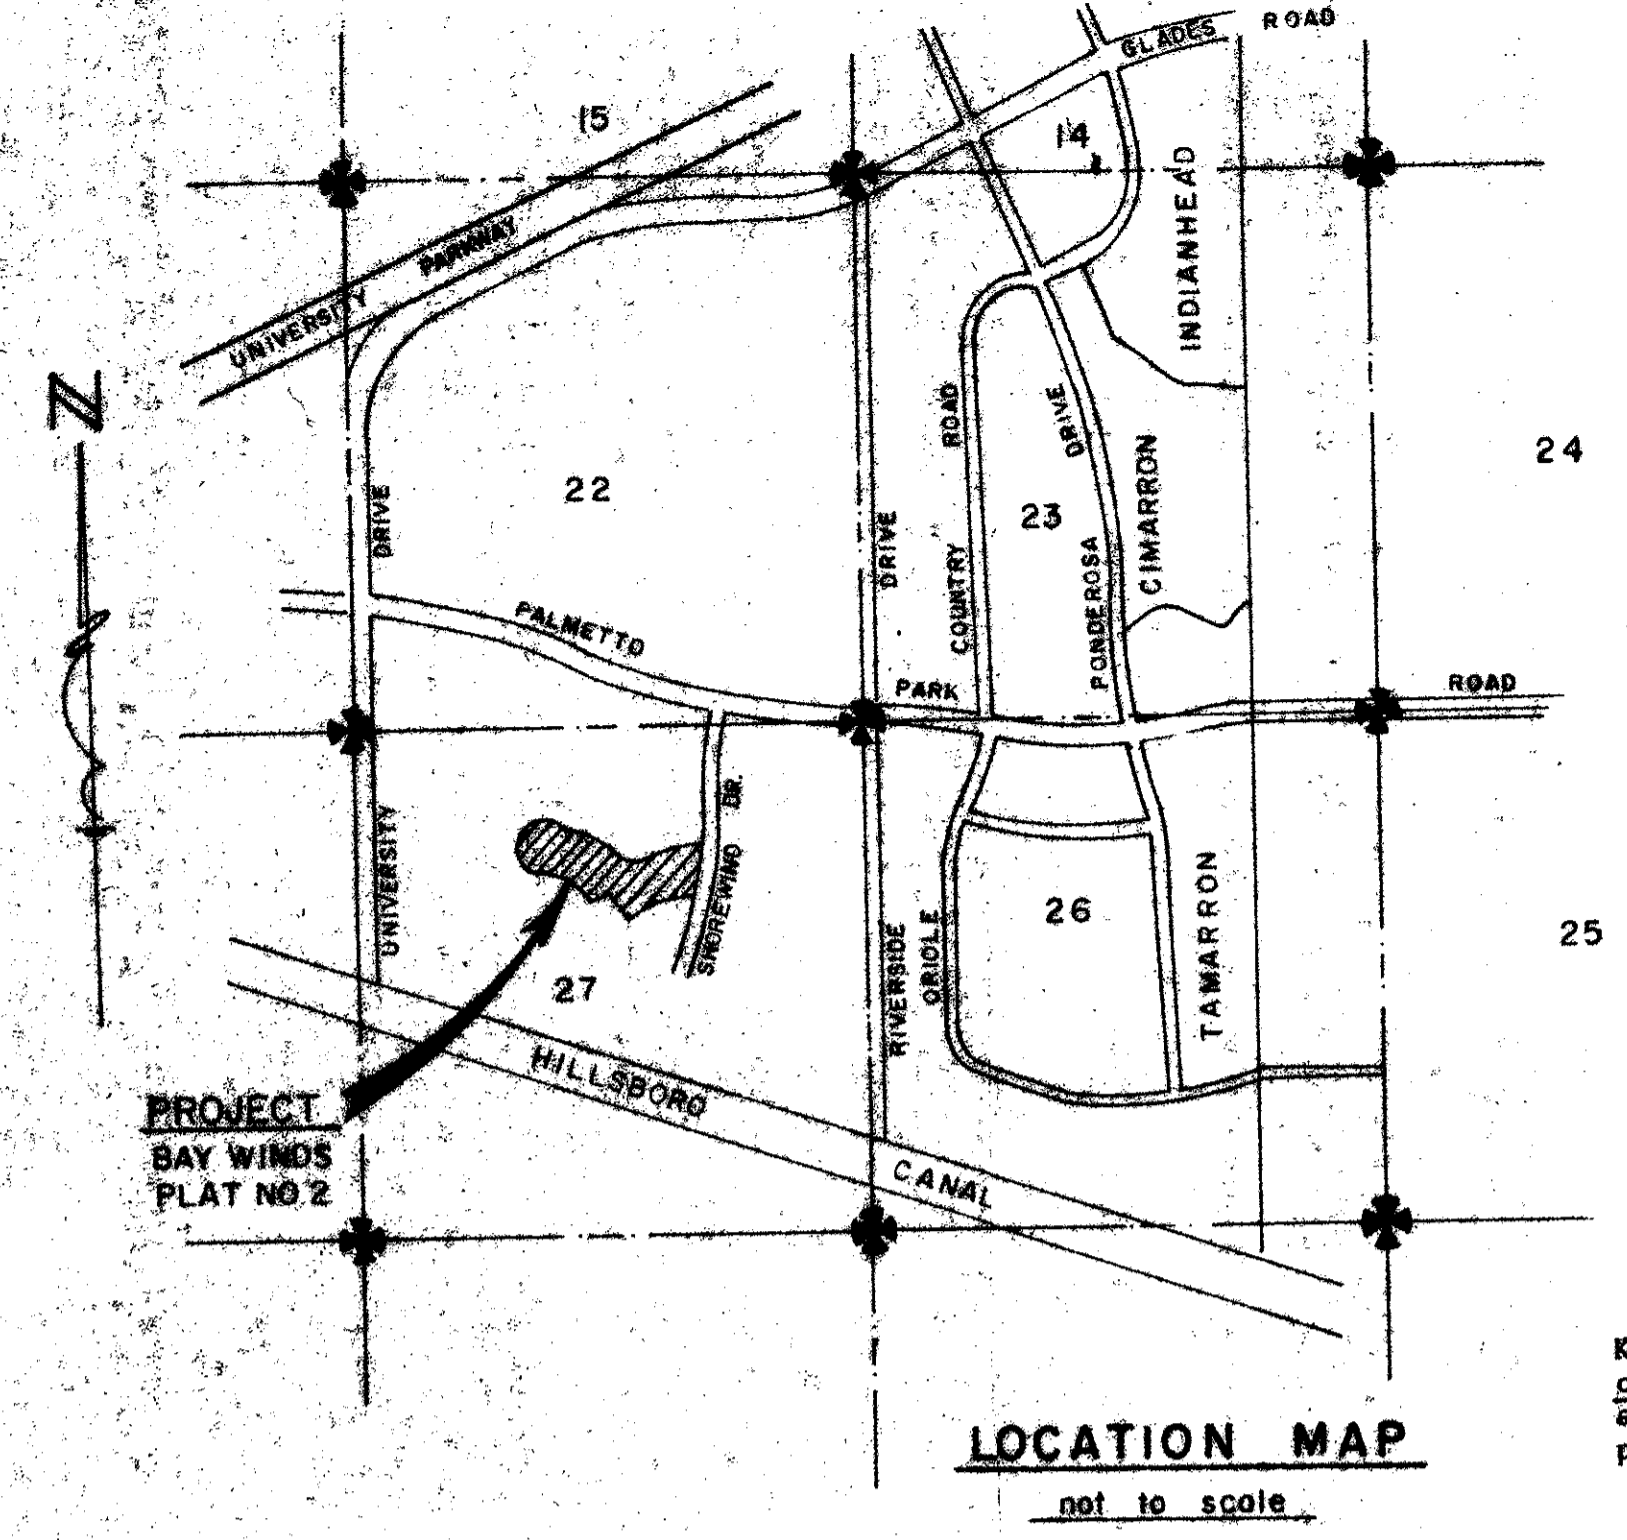 GLADES ROAD
15
14
UNIVERSITY PARKWAY
INDIANHEAD
N
24
22
23
DRIVE
DRIVE
COUNTRY ROAD
PONDEROSA DRIVE
CIMARRON
PALMETTO PARK ROAD
UNIVERSITY
SHOREWIND DR.
RIVERSIDE
ORIOLE
26
TAMARRON
25
27
HILLSBORO CANAL
PROJECT
BAY WINDS
PLAT NO 2
LOCATION MAP
not to scale